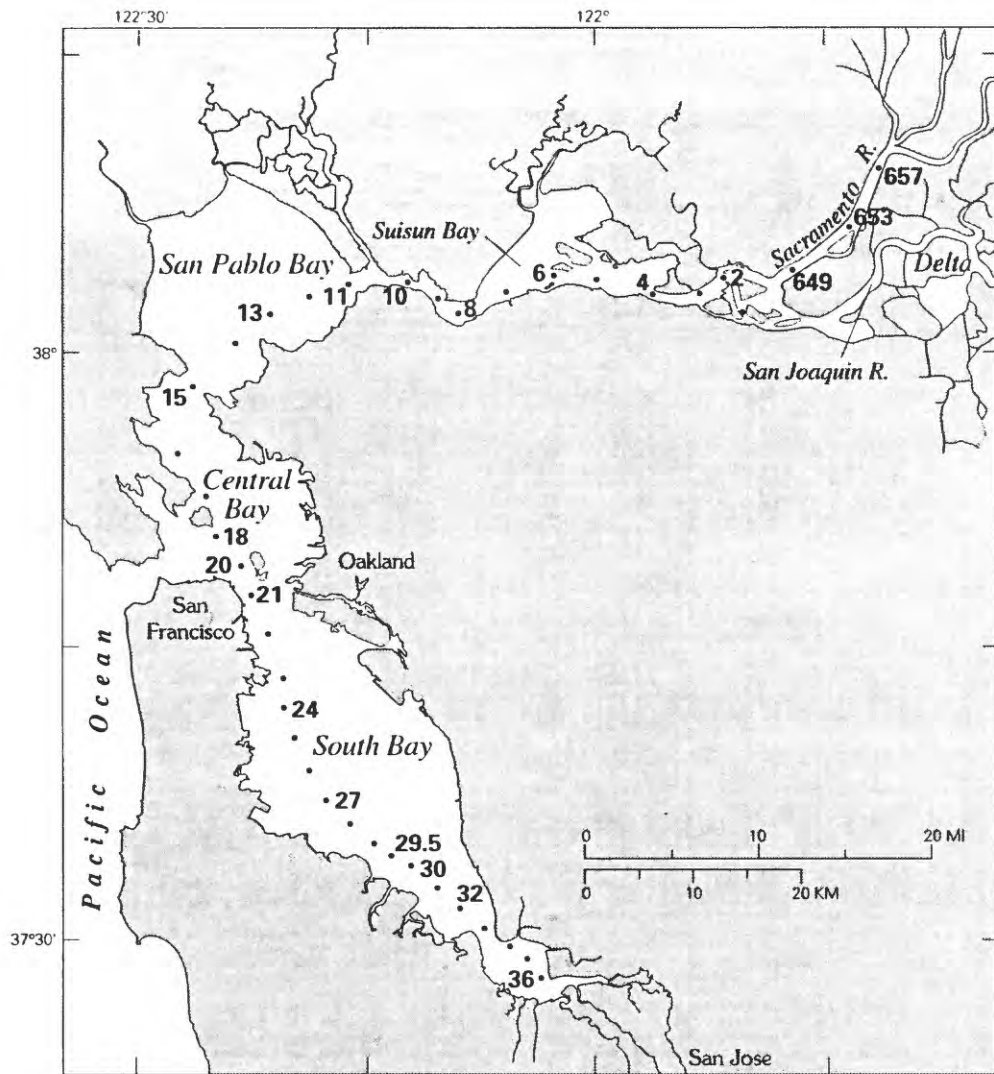 122°30'
122°
Sacramento R.
657
653
Suisun Bay
San Pablo Bay
6
4
2
649
Delta
11
10
8
13
38°
San Joaquin R.
15
Central
Bay
18
20
Oakland
21
San
Francisco
24
South Bay
Pacific Ocean
27
29.5
0 10 20 MI
30
0 10 20 KM
32
37°30'
36
San Jose